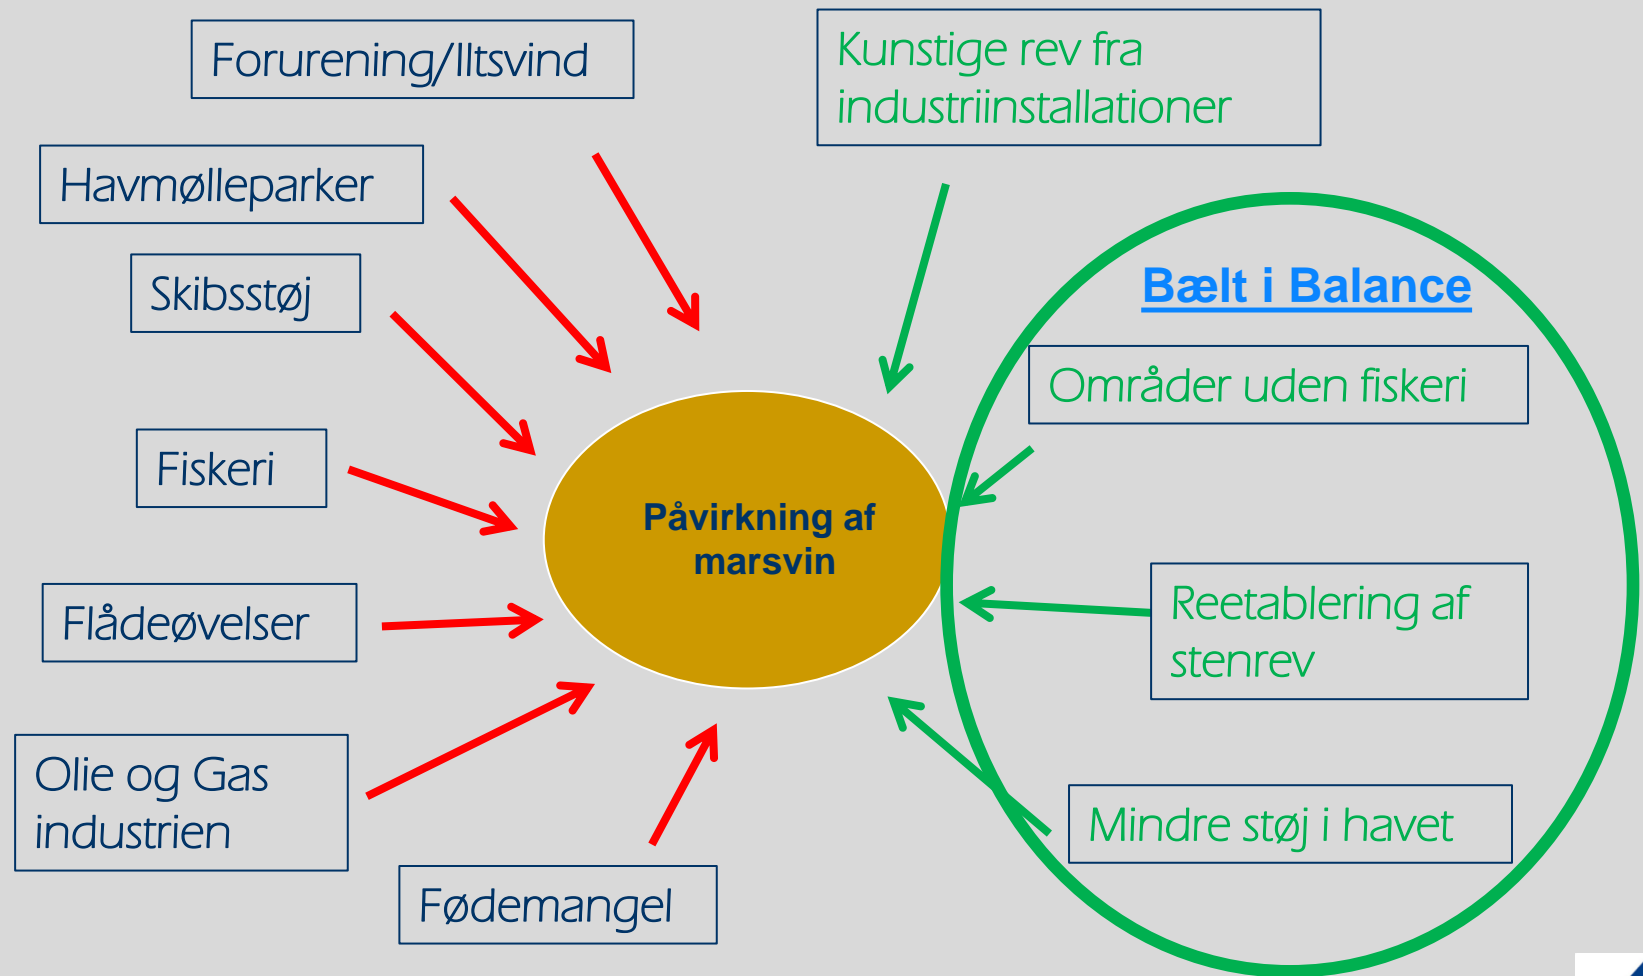 Forurening/Iltsvind
Kunstige rev fra
industriinstallationer
Havmølleparker
Skibsstøj
Bælt i Balance
Områder uden fiskeri
Fiskeri
Påvirkning af
marsvin
Flådeøvelser
Reetablering af
stenrev
Olie og Gas
industrien
Mindre støj i havet
Fødemangel